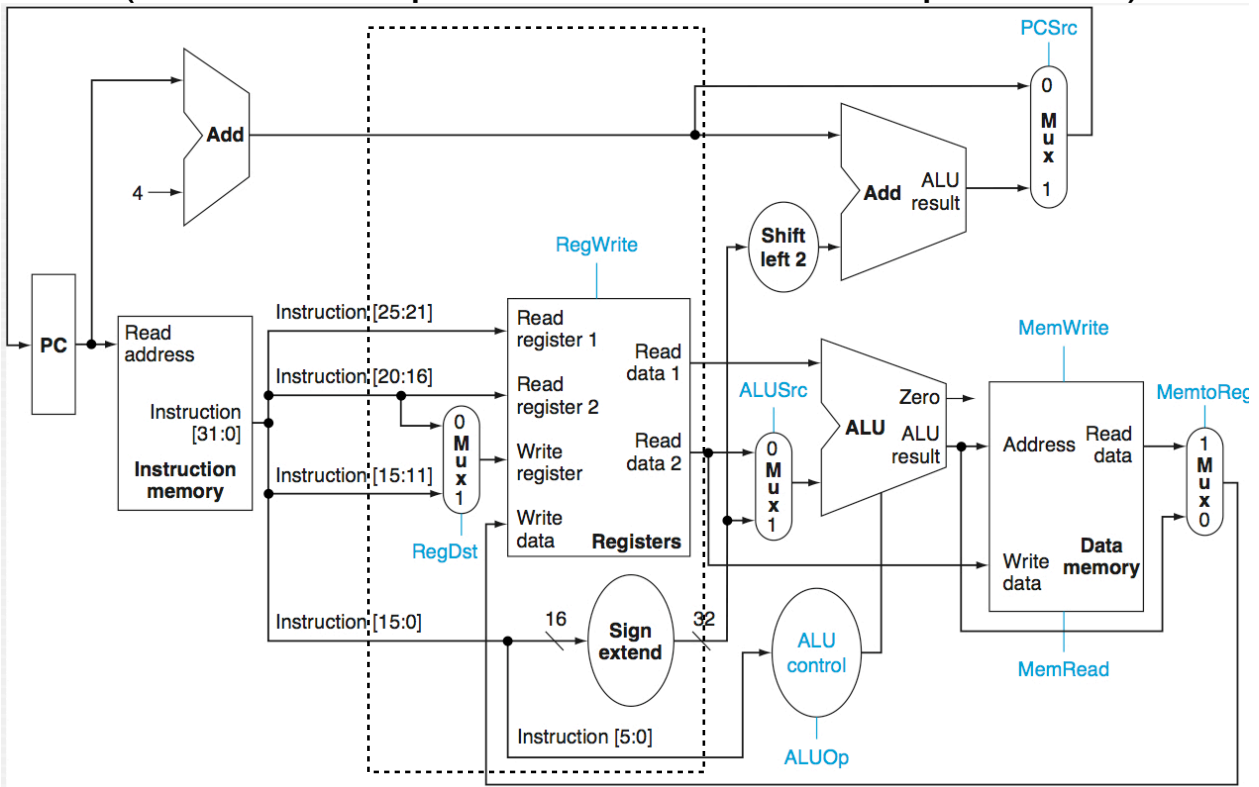 PCSrc
0
M
u
x
1
Add
4
Add
ALU
result
Shift
left 2
RegWrite
PC
Read
address
Instruction
[31:0]
Instruction
memory
Instruction [25:21]
Instruction [20:16]
Instruction [15:11]
Instruction [15:0]
0
M
u
x
1
RegDst
Read
register 1
Read
register 2
Write
register
Write
data
Read
data 1
Read
data 2
Registers
16
Sign
extend
32
Instruction [5:0]
ALUSrc
0
M
u
x
1
Zero
ALU
ALU
result
ALU
control
ALUOp
MemWrite
Address
Read
data
Write
data
Data
memory
MemRead
MemtoReg
1
M
u
x
0